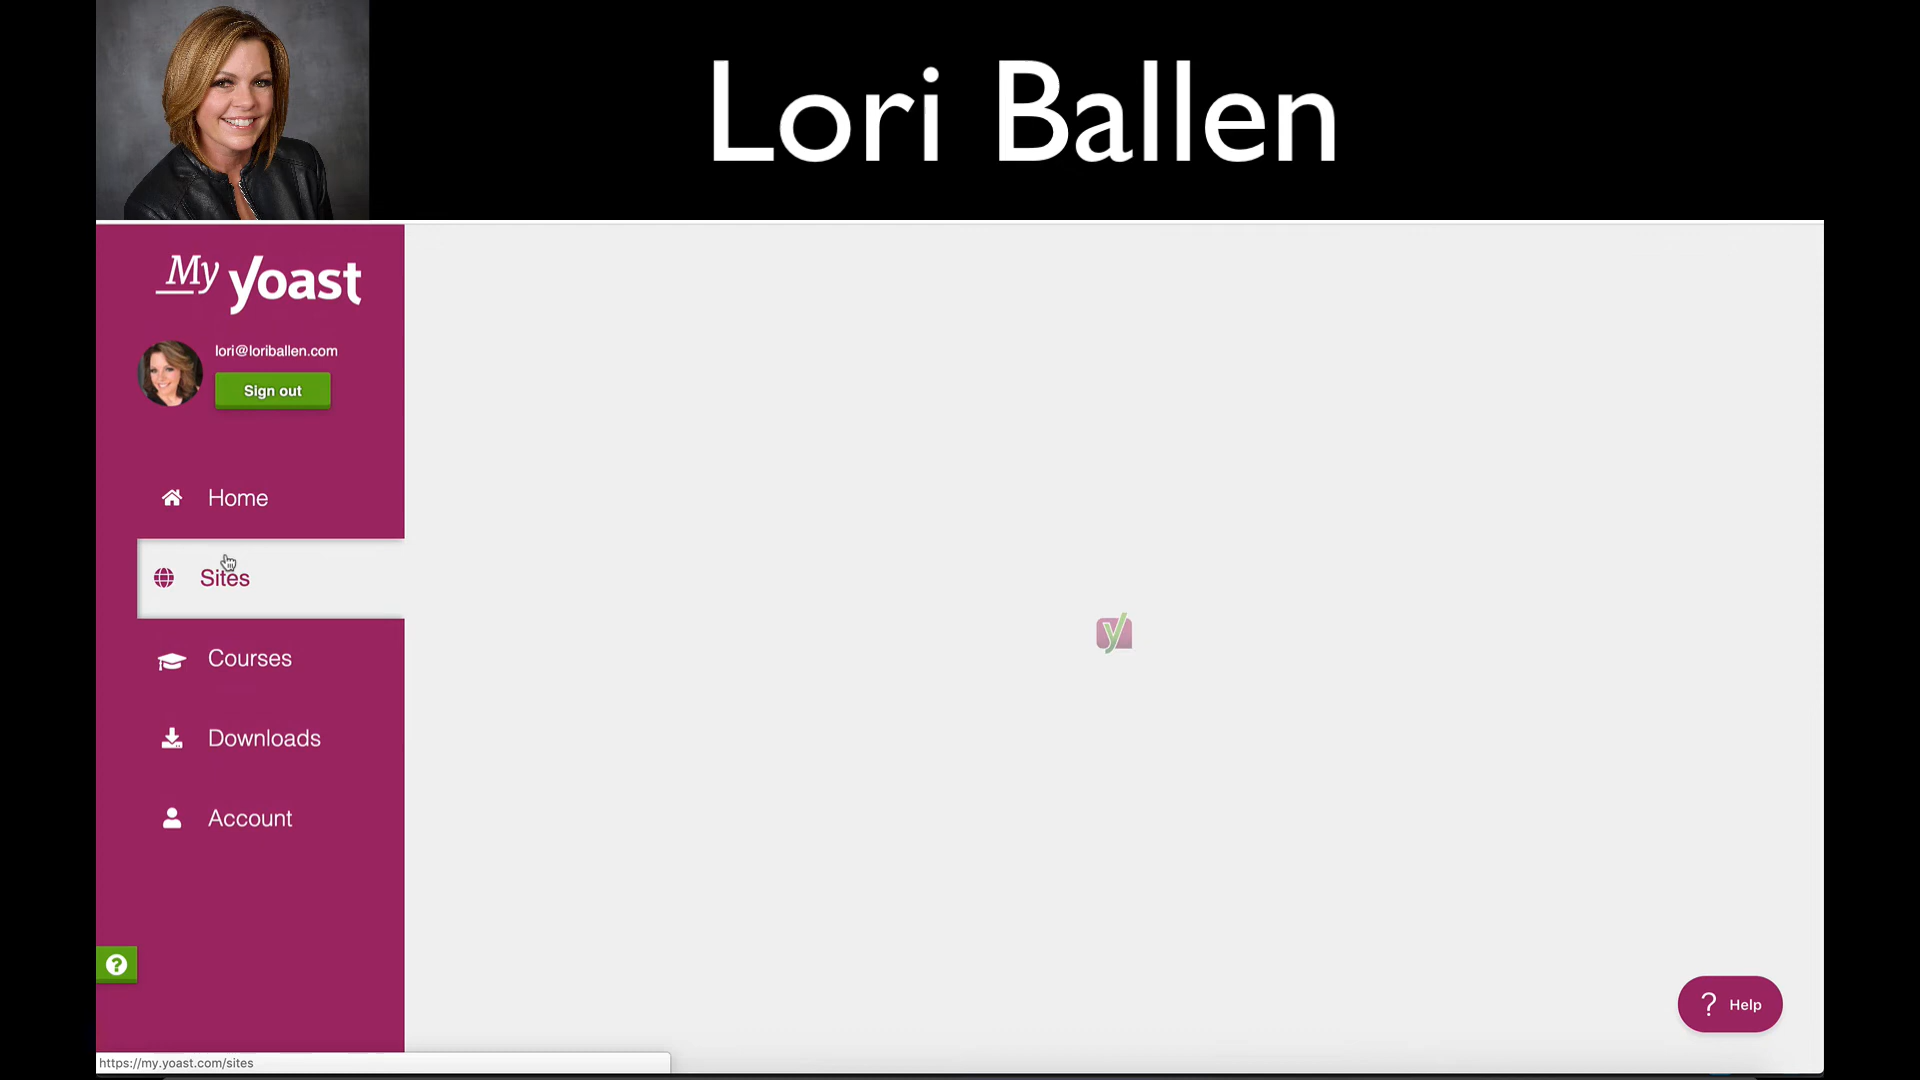 Lori Ballen
My yoast
lori@loriballen.com
Sign out
Home
Sites
Courses
Downloads
Account
?
y
? Help
https://my.yoast.com/sites